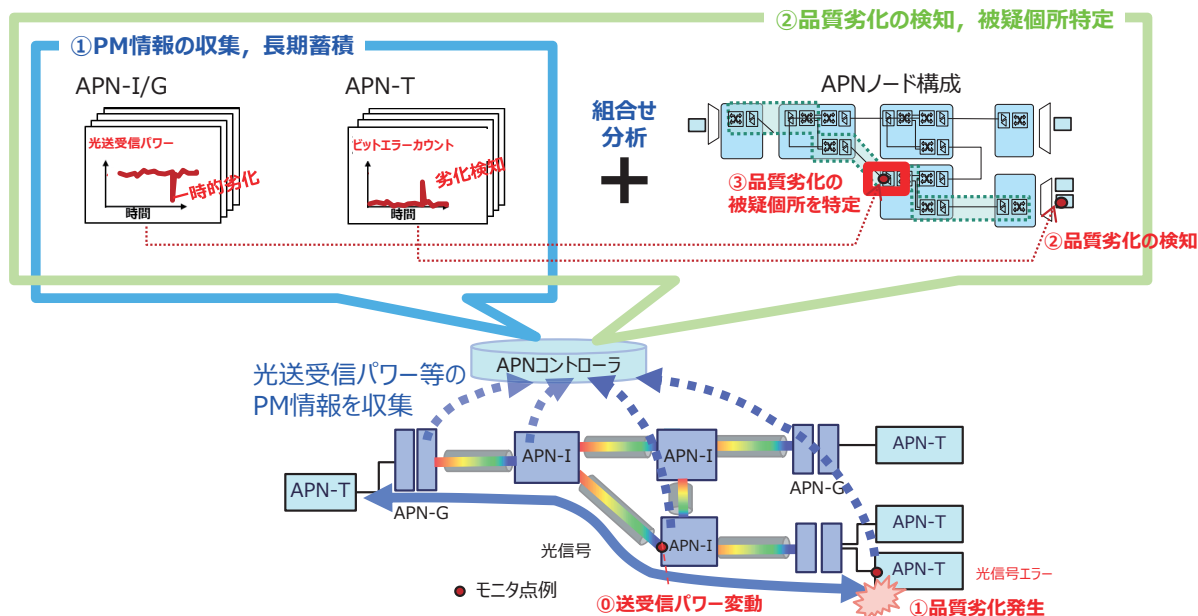 ②品質劣化の検知，被疑個所特定
①PM情報の収集，長期蓄積
APN-I/G
APN-T
光送受信パワー
一時的劣化
時間
ビットエラーカウント
劣化検知
時間
組合せ
分析
+
APNノード構成
③品質劣化の
被疑個所を特定
②品質劣化の検知
APNコントローラ
光送受信パワー等の
PM情報を収集
APN-T
APN-G
APN-I
APN-I
APN-G
APN-T
APN-I
APN-T
APN-T
光信号
光信号エラー
モニタ点例
⓪送受信パワー変動
①品質劣化発生